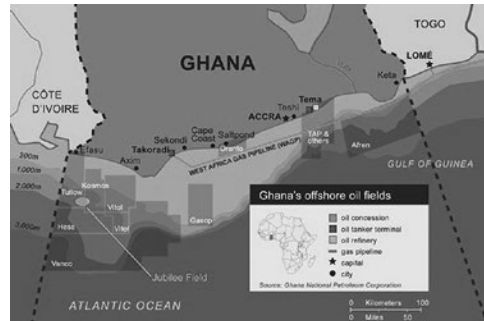 TOGO
GHANA
LOMÉ
Volta
Keta
CÔTE
D'IVOIRE
Tema
Teshi
ACCRA
Cape
Coast
Saltpond
Sekondi
Takoradi
Efasu
Axim
Oranto
TAP &
others
Afren
WEST AFRICA GAS PIPELINE (WAGP)
GULF OF GUINEA
200m
1,000m
2,000m
3,000m
Kosmos
Tullow
Vitol
Hess
Vitol
Gasop
Vanco
Jubilee Field
ATLANTIC OCEAN
Ghana's offshore oil fields
oil concession
oil tanker terminal
oil refinery
gas pipeline
capital
city
Source: Ghana National Petroleum Corporation
0 Kilometers 100
0 Miles 50